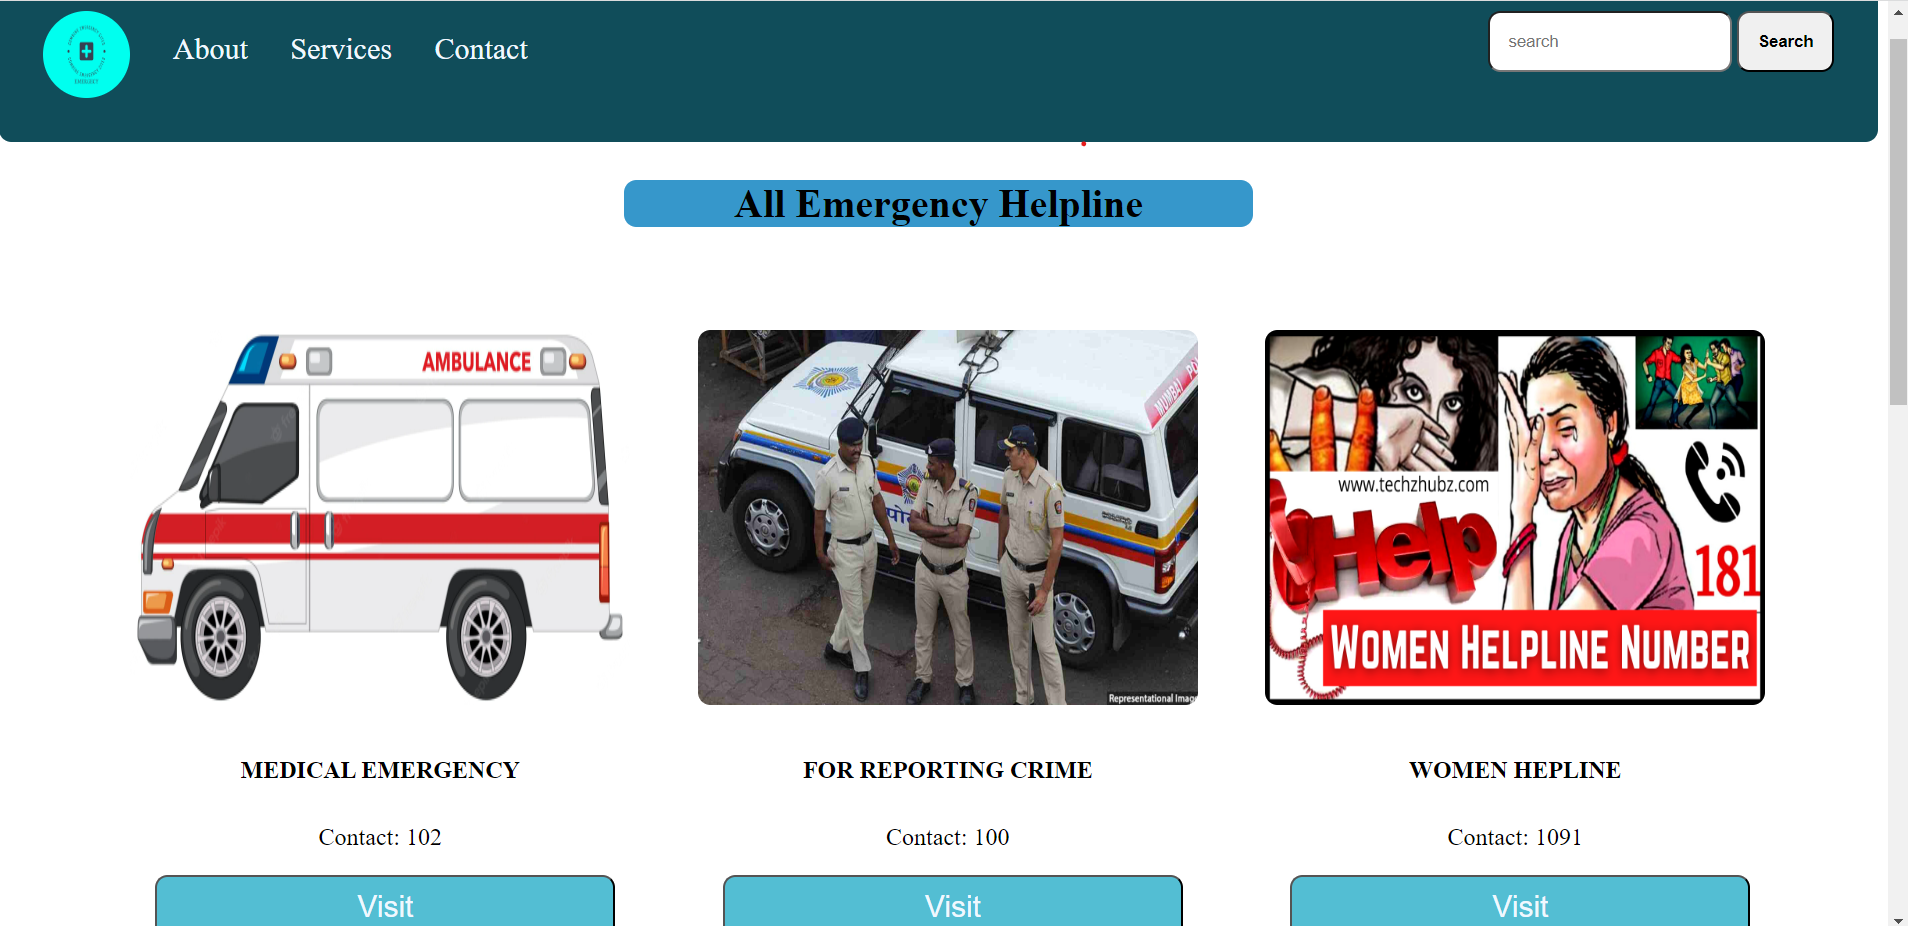 About Services Contact
search Search
All Emergency Helpline
AMBULANCE
MUMBAI PO
पो
Representational Imag
www.techzhubz.com
Help
181
WOMEN HELPLINE NUMBER
MEDICAL EMERGENCY
FOR REPORTING CRIME
WOMEN HEPLINE
Contact: 102
Contact: 100
Contact: 1091
Visit
Visit
Visit